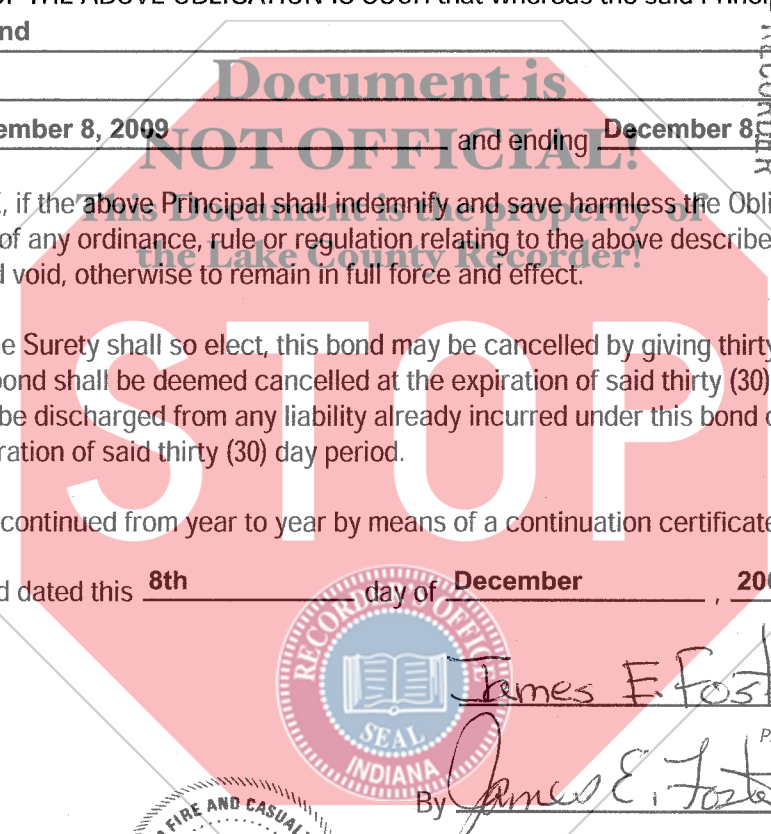 OF THE ABOVE OBLIGATION IS SUCH that whereas the said Princip
nd
RECORDER
Document is
ember 8, 2009 and ending December 8,
NOT OFFICIAL!
, if the above Principal shall indemnify and save harmless the Obli
This Document is the property of
of any ordinance, rule or regulation relating to the above describe
the Lake County Recorder!
d void, otherwise to remain in full force and effect.
e Surety shall so elect, this bond may be cancelled by giving thirty
bond shall be deemed cancelled at the expiration of said thirty (30)
be discharged from any liability already incurred under this bond o
ration of said thirty (30) day period.
STOP
continued from year to year by means of a continuation certificate
d dated this 8th day of December , 200
RECORDER'S OFFICE
SEAL
INDIANA
James E. Fost
P
By James E. Foste
FIRE AND CASUAL